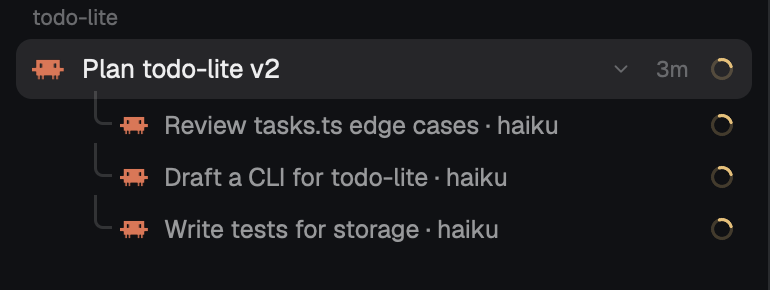 todo-lite
Plan todo-lite v2 3m
Review tasks.ts edge cases · haiku
Draft a CLI for todo-lite · haiku
Write tests for storage · haiku